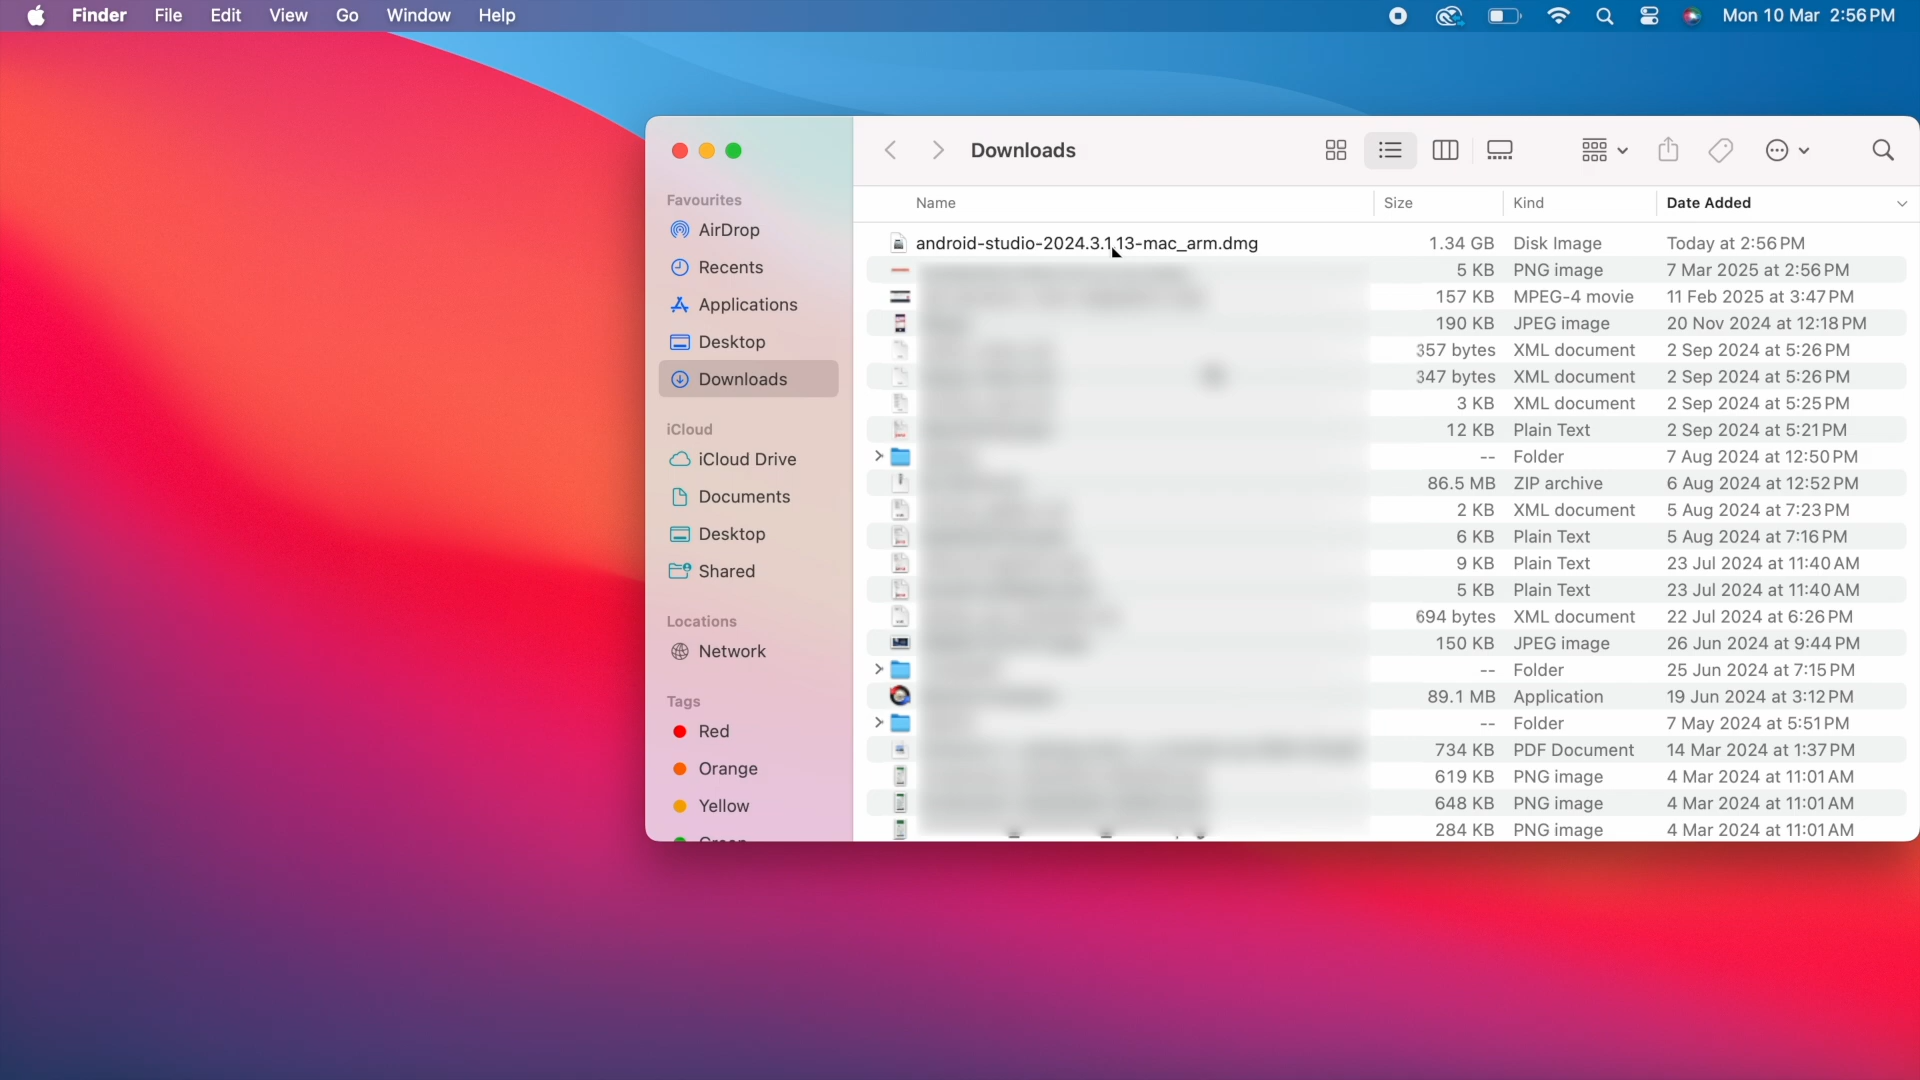 Finder File Edit View Go Window Help Mon 10 Mar 2:56 PM
Downloads
Favourites
AirDrop
Recents
Applications
Desktop
Downloads
iCloud
iCloud Drive
Documents
Desktop
Shared
Locations
Network
Tags
Red
Orange
Yellow
Green
Name Size Kind Date Added
android-studio-2024.3.1.13-mac_arm.dmg 1.34 GB Disk Image Today at 2:56 PM
5 KB PNG image 7 Mar 2025 at 2:56 PM
157 KB MPEG-4 movie 11 Feb 2025 at 3:47 PM
190 KB JPEG image 20 Nov 2024 at 12:18 PM
357 bytes XML document 2 Sep 2024 at 5:26 PM
347 bytes XML document 2 Sep 2024 at 5:26 PM
3 KB XML document 2 Sep 2024 at 5:25 PM
12 KB Plain Text 2 Sep 2024 at 5:21 PM
-- Folder 7 Aug 2024 at 12:50 PM
86.5 MB ZIP archive 6 Aug 2024 at 12:52 PM
2 KB XML document 5 Aug 2024 at 7:23 PM
6 KB Plain Text 5 Aug 2024 at 7:16 PM
9 KB Plain Text 23 Jul 2024 at 11:40 AM
5 KB Plain Text 23 Jul 2024 at 11:40 AM
694 bytes XML document 22 Jul 2024 at 6:26 PM
150 KB JPEG image 26 Jun 2024 at 9:44 PM
-- Folder 25 Jun 2024 at 7:15 PM
89.1 MB Application 19 Jun 2024 at 3:12 PM
-- Folder 7 May 2024 at 5:51 PM
734 KB PDF Document 14 Mar 2024 at 1:37 PM
619 KB PNG image 4 Mar 2024 at 11:01 AM
648 KB PNG image 4 Mar 2024 at 11:01 AM
284 KB PNG image 4 Mar 2024 at 11:01 AM